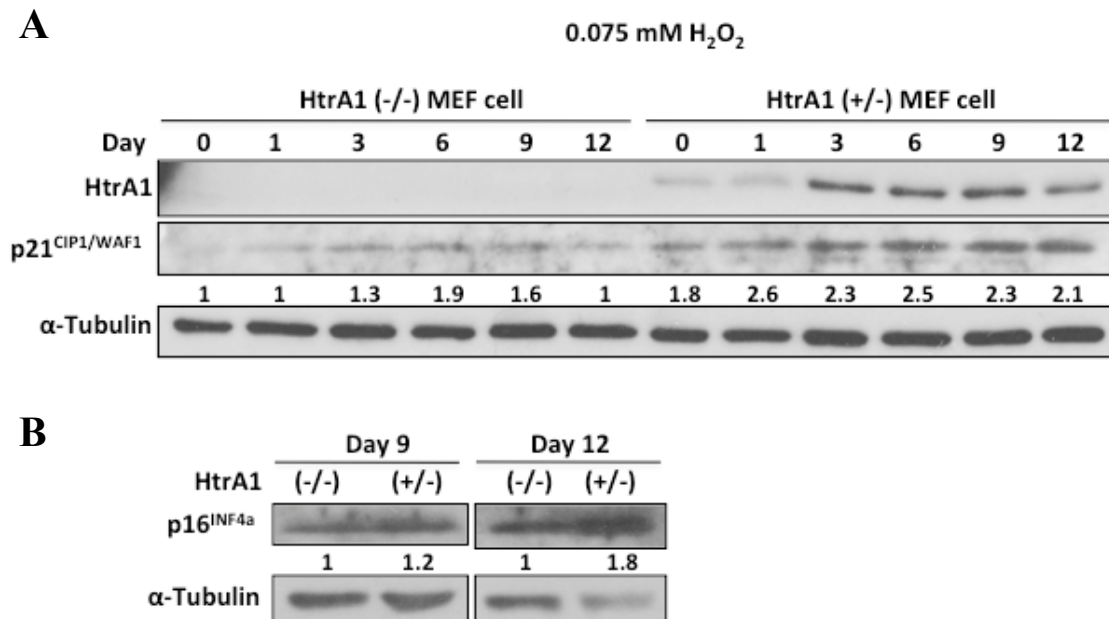 A
0.075 mM H₂O₂
HtrA1 (-/-) MEF cell HtrA1 (+/-) MEF cell
Day 0 1 3 6 9 12 0 1 3 6 9 12
HtrA1
p21CIP1/WAF1
1 1 1.3 1.9 1.6 1 1.8 2.6 2.3 2.5 2.3 2.1
α-Tubulin
B
Day 9 Day 12
HtrA1 (-/-) (+/-) (-/-) (+/-)
p16INF4a
1 1.2 1 1.8
α-Tubulin